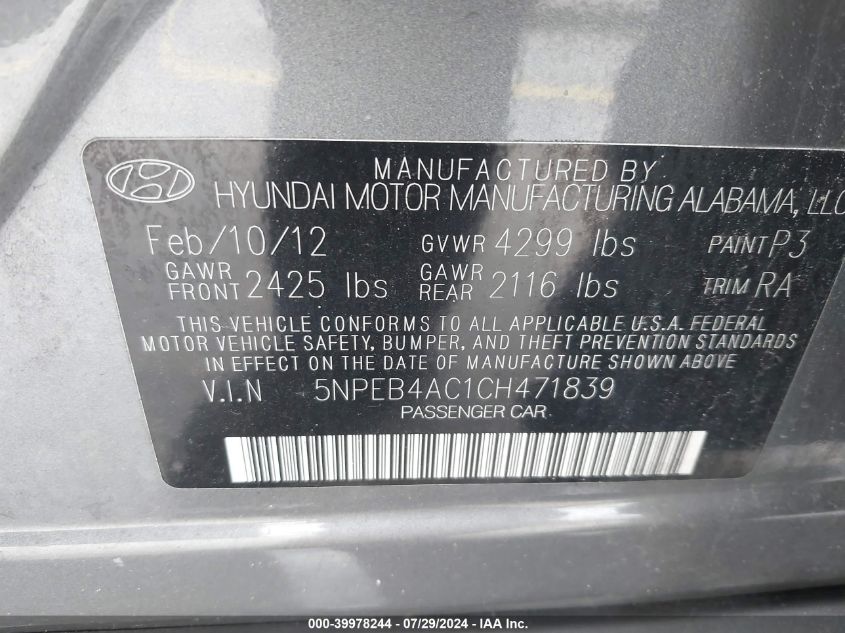 MANUFACTURED BY
HYUNDAI MOTOR MANUFACTURING ALABAMA, LLC
Feb/10/12 GVWR 4299 lbs PAINT P3
GAWR FRONT 2425 lbs GAWR REAR 2116 lbs TRIM RA
THIS VEHICLE CONFORMS TO ALL APPLICABLE U.S.A. FEDERAL
MOTOR VEHICLE SAFETY, BUMPER, AND THEFT PREVENTION STANDARDS
IN EFFECT ON THE DATE OF MANUFACTURE SHOWN ABOVE
V.I.N 5NPEB4AC1CH471839
PASSENGER CAR
000-39978244 - 07/29/2024 - IAA Inc.